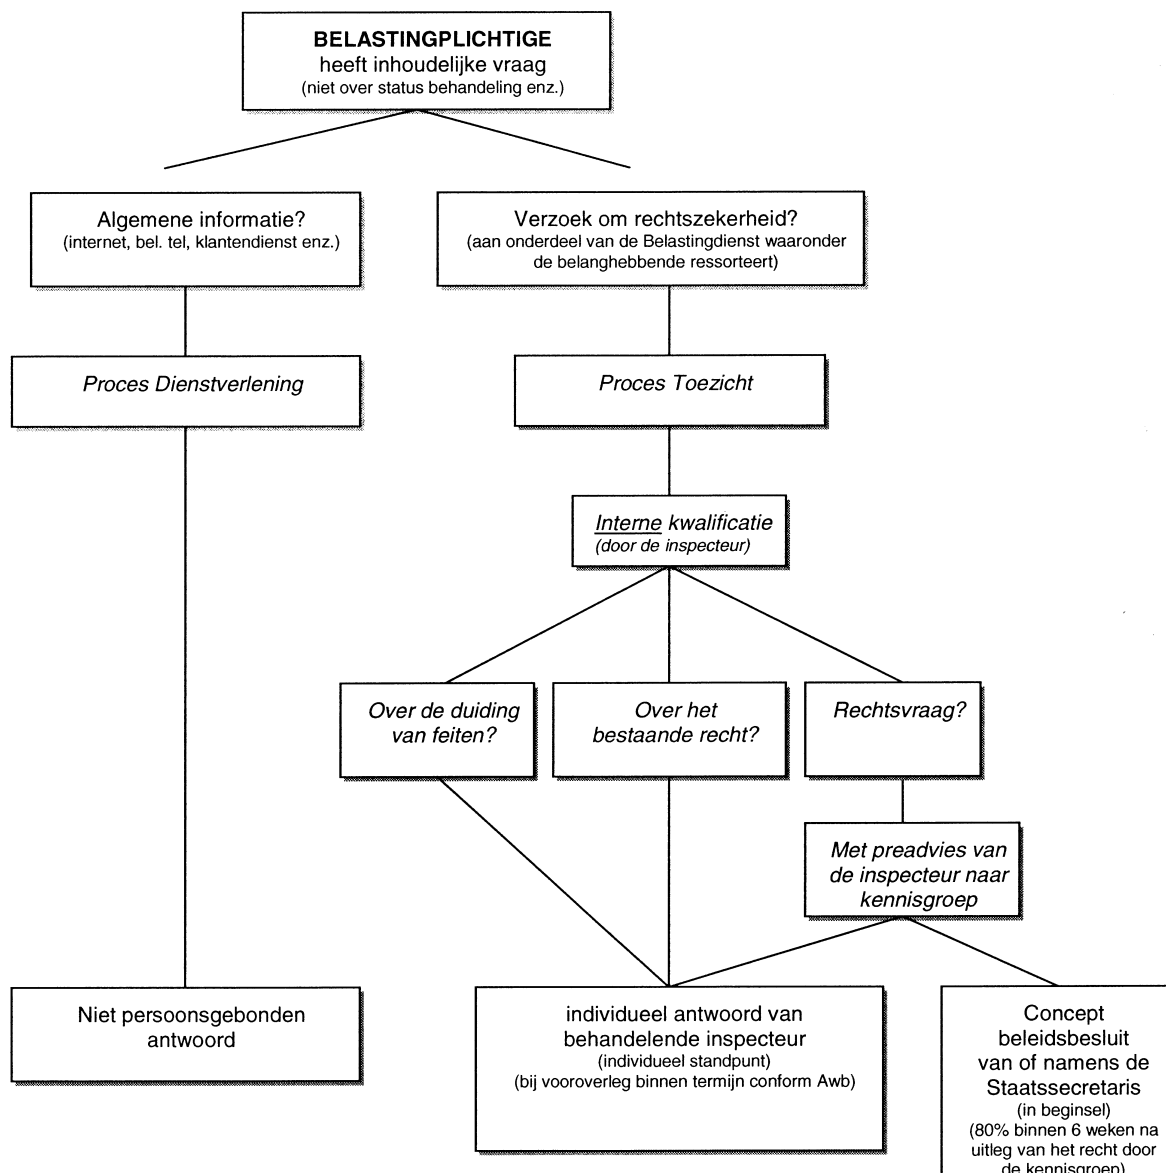 BELASTINGPLICHTIGE
heeft inhoudelijke vraag
(niet over status behandeling enz.)
Algemene informatie?
(internet, bel. tel, klantendienst enz.)
Verzoek om rechtszekerheid?
(aan onderdeel van de Belastingdienst waaronder
de belanghebbende ressorteert)
Proces Dienstverlening
Proces Toezicht
Interne kwalificatie
(door de inspecteur)
Over de duiding
van feiten?
Over het
bestaande recht?
Rechtsvraag?
Met preadvies van
de inspecteur naar
kennisgroep
Niet persoonsgebonden
antwoord
individueel antwoord van
behandelende inspecteur
(individueel standpunt)
(bij vooroverleg binnen termijn conform Awb)
Concept
beleidsbesluit
van of namens de
Staatssecretaris
(in beginsel)
(80% binnen 6 weken na
uitleg van het recht door
de kennisgroep)